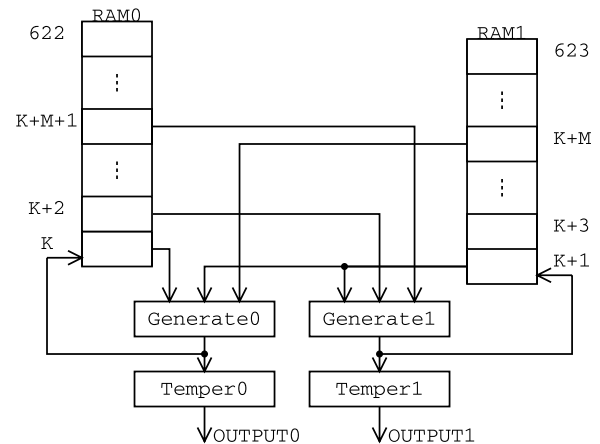 RAM0
RAM1
622
623
K+M+1
K+M
K+2
K+3
K
K+1
Generate0
Generate1
Temper0
Temper1
OUTPUT0
OUTPUT1